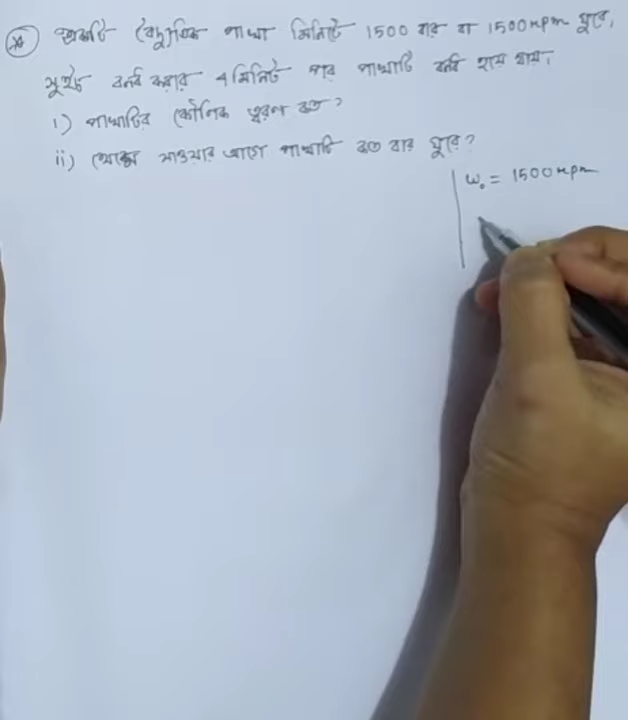 * একটি বৈদ্যুতিক পাখা মিনিটে 1500 বার বা 1500 rpm ঘুরে,
সুইচ বন্ধ করার 4 মিনিট পর পাখাটি বন্ধ হয়ে যায়।
i) পাখাটির কৌণিক ত্বরণ কত?
ii) থেমে যাওয়ার আগে পাখাটি কত বার ঘুরে?
ω₀ = 1500 rpm